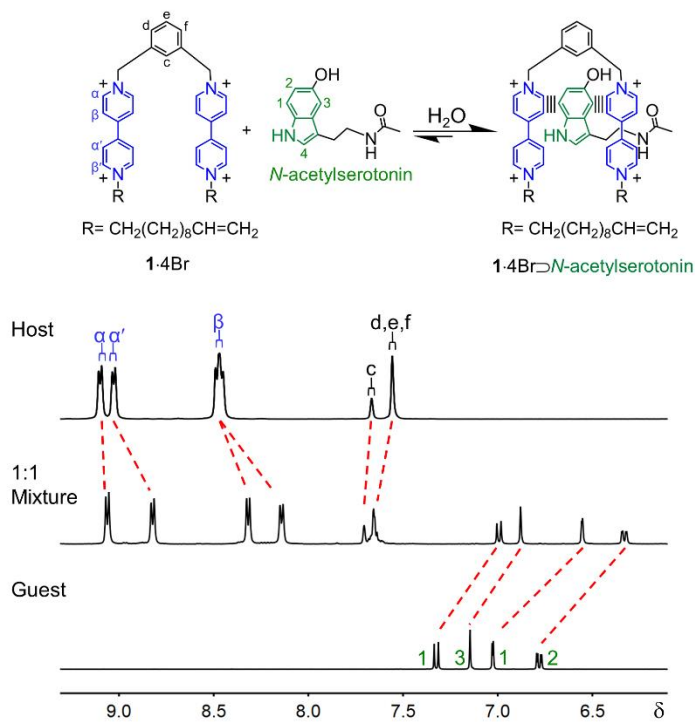 e
d f
c
N N
+ +
α
β
α'
β'
N N
+ +
R R
R= CH₂(CH₂)₈CH=CH₂
1·4Br
+
OH
2
1 3
HN 4
O
N
H
N-acetylserotonin
H₂O
+ N N +
OH
HN
O
N
H
+ N N +
R R
R= CH₂(CH₂)₈CH=CH₂
1·4Br⊃N-acetylserotonin
Host
α α' β c d,e,f
1:1
Mixture
Guest
1 3 1 2
9.0 8.5 8.0 7.5 7.0 6.5 δ